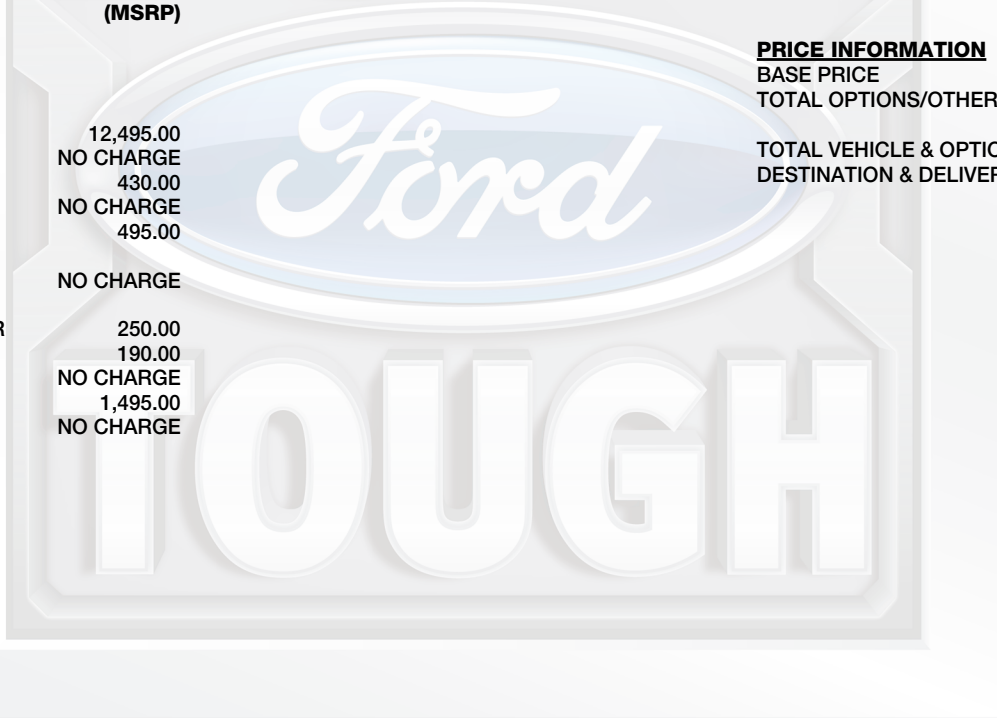 (MSRP)
12,495.00
NO CHARGE
430.00
NO CHARGE
495.00
NO CHARGE
R 250.00
190.00
NO CHARGE
1,495.00
NO CHARGE
PRICE INFORMATION
BASE PRICE
TOTAL OPTIONS/OTHER
TOTAL VEHICLE & OPTIO
DESTINATION & DELIVER
Ford
TOUGH